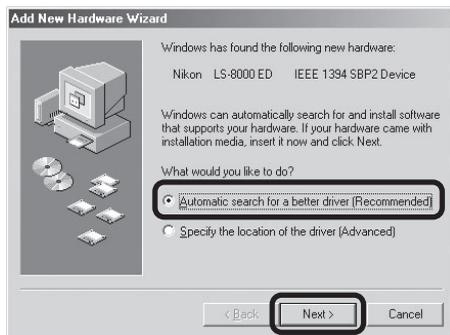 Add New Hardware Wizard
Windows has found the following new hardware:
Nikon LS-8000 ED IEEE 1394 SBP2 Device
Windows can automatically search for and install software
that supports your hardware. If your hardware came with
installation media, insert it now and click Next.
What would you like to do?
Automatic search for a better driver (Recommended)
Specify the location of the driver (Advanced)
< Back Next > Cancel